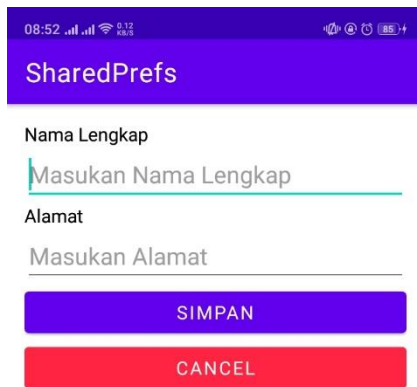 08:52 0.12 KB/S 85
SharedPrefs
Nama Lengkap
Masukan Nama Lengkap
Alamat
Masukan Alamat
SIMPAN
CANCEL